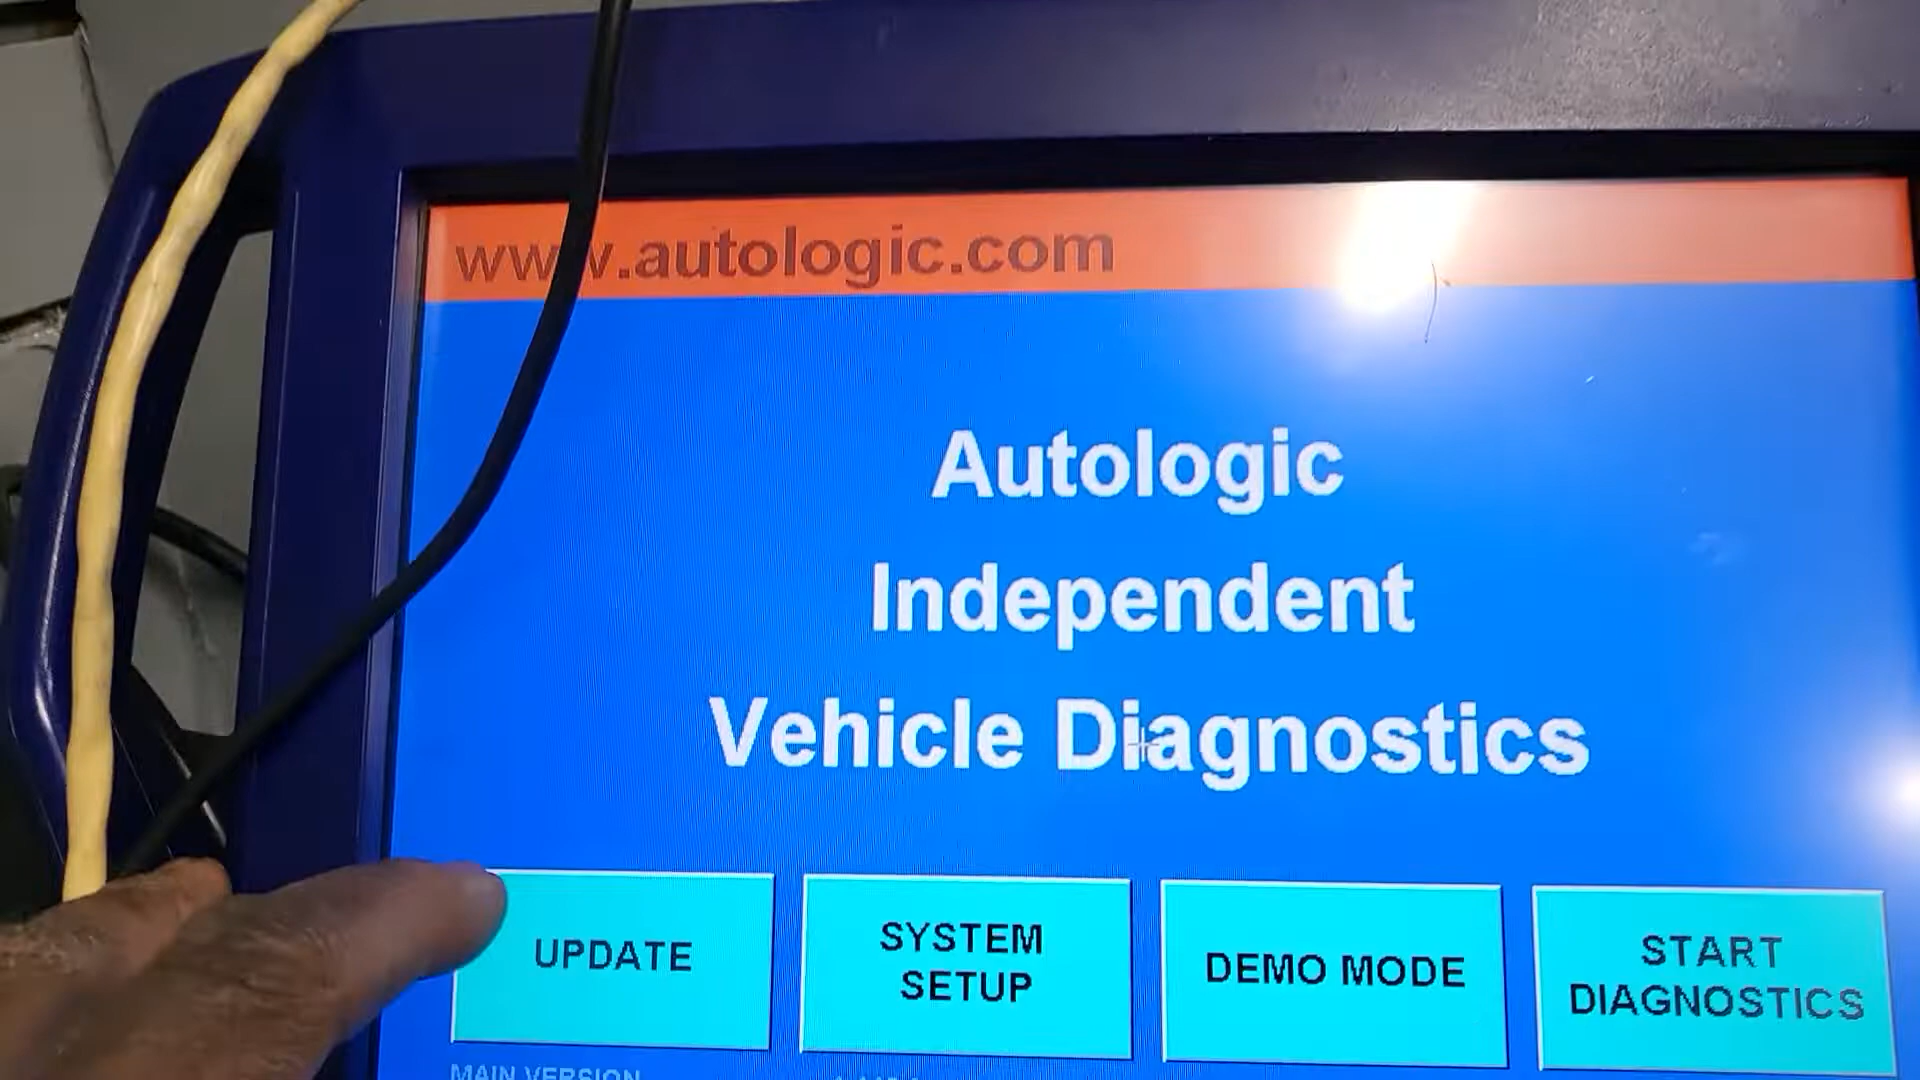 www.autologic.com
Autologic
Independent
Vehicle Diagnostics
UPDATE
SYSTEM
SETUP
DEMO MODE
START
DIAGNOSTICS
MAIN VERSION